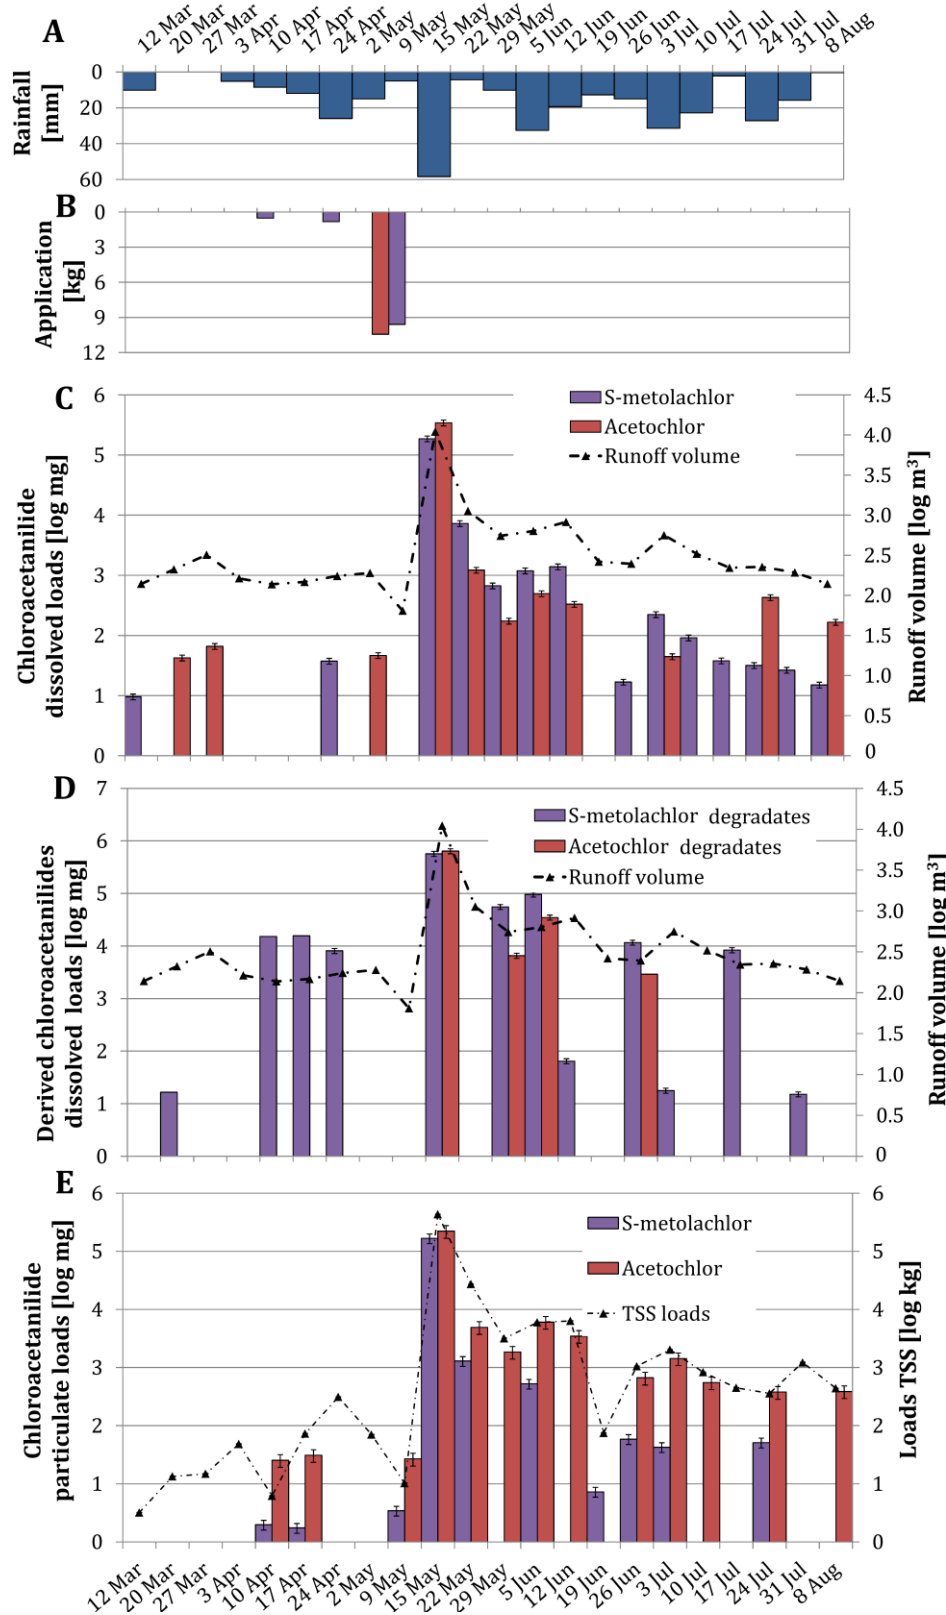 A
12 Mar
20 Mar
27 Mar
3 Apr
10 Apr
17 Apr
24 Apr
2 May
9 May
15 May
22 May
29 May
5 Jun
12 Jun
19 Jun
26 Jun
3 Jul
10 Jul
17 Jul
24 Jul
31 Jul
8 Aug
Rainfall
[mm]
0
20
40
60
B
Application
[kg]
0
3
6
9
12
C
Chloroacetanilide
dissolved loads [log mg]
6
5
4
3
2
1
0
S-metolachlor
Acetochlor
Runoff volume
4.5
4.0
3.5
3.0
2.5
2.0
1.5
1.0
0.5
0
Runoff volume [log m³]
D
Derived chloroacetanilides
dissolved loads [log mg]
7
6
5
4
3
2
1
0
S-metolachlor degradates
Acetochlor degradates
Runoff volume
4.5
4.0
3.5
3.0
2.5
2.0
1.5
1.0
0.5
0
Runoff volume [log m³]
E
Chloroacetanilide
particulate loads [log mg]
6
5
4
3
2
1
0
S-metolachlor
Acetochlor
TSS loads
6
5
4
3
2
1
0
Loads TSS [log kg]
12 Mar
20 Mar
27 Mar
3 Apr
10 Apr
17 Apr
24 Apr
2 May
9 May
15 May
22 May
29 May
5 Jun
12 Jun
19 Jun
26 Jun
3 Jul
10 Jul
17 Jul
24 Jul
31 Jul
8 Aug